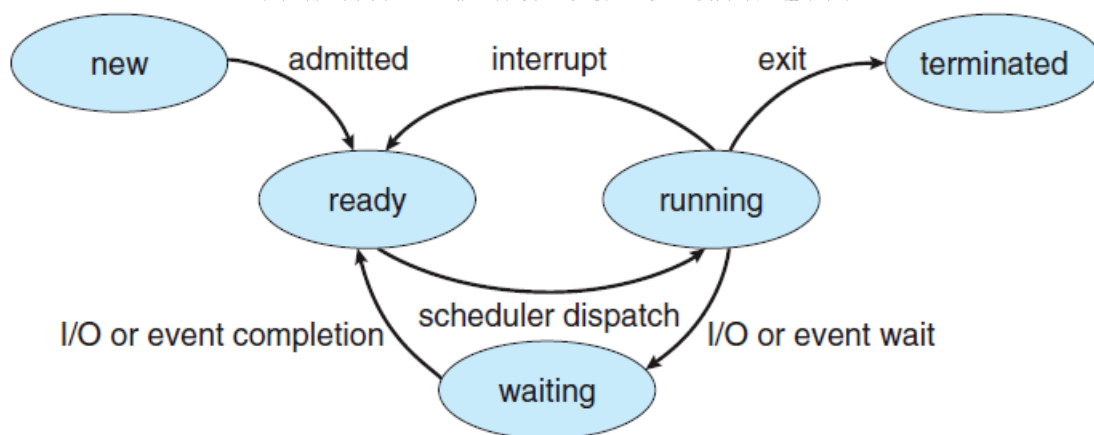 new
admitted
interrupt
exit
terminated
ready
running
I/O or event completion
scheduler dispatch
I/O or event wait
waiting